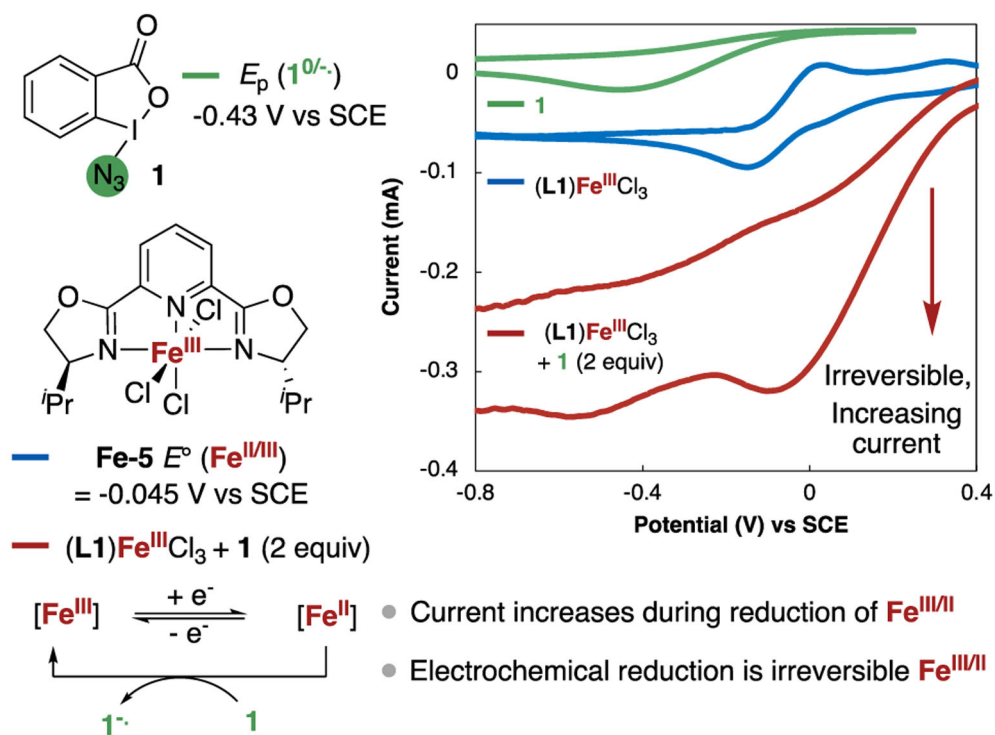 O
O
I
N₃
1
Eₚ (1⁰/⁻·)
-0.43 V vs SCE
O
O
N
N
N
Feᴵᴵᴵ
Cl
Cl
Cl
ⁱPr
ⁱPr
Fe-5 E° (Feᴵᴵ/ᴵᴵᴵ)
= -0.045 V vs SCE
(L1)FeᴵᴵᴵCl₃ + 1 (2 equiv)
[Feᴵᴵᴵ]
+ e⁻
- e⁻
[Feᴵᴵ]
1⁻·
1
Current (mA)
0
-0.1
-0.2
-0.3
-0.4
1
(L1)FeᴵᴵᴵCl₃
(L1)FeᴵᴵᴵCl₃
+ 1 (2 equiv)
Irreversible,
Increasing
current
-0.8
-0.4
0
0.4
Potential (V) vs SCE
Current increases during reduction of Feᴵᴵᴵ/ᴵᴵ
Electrochemical reduction is irreversible Feᴵᴵᴵ/ᴵᴵ